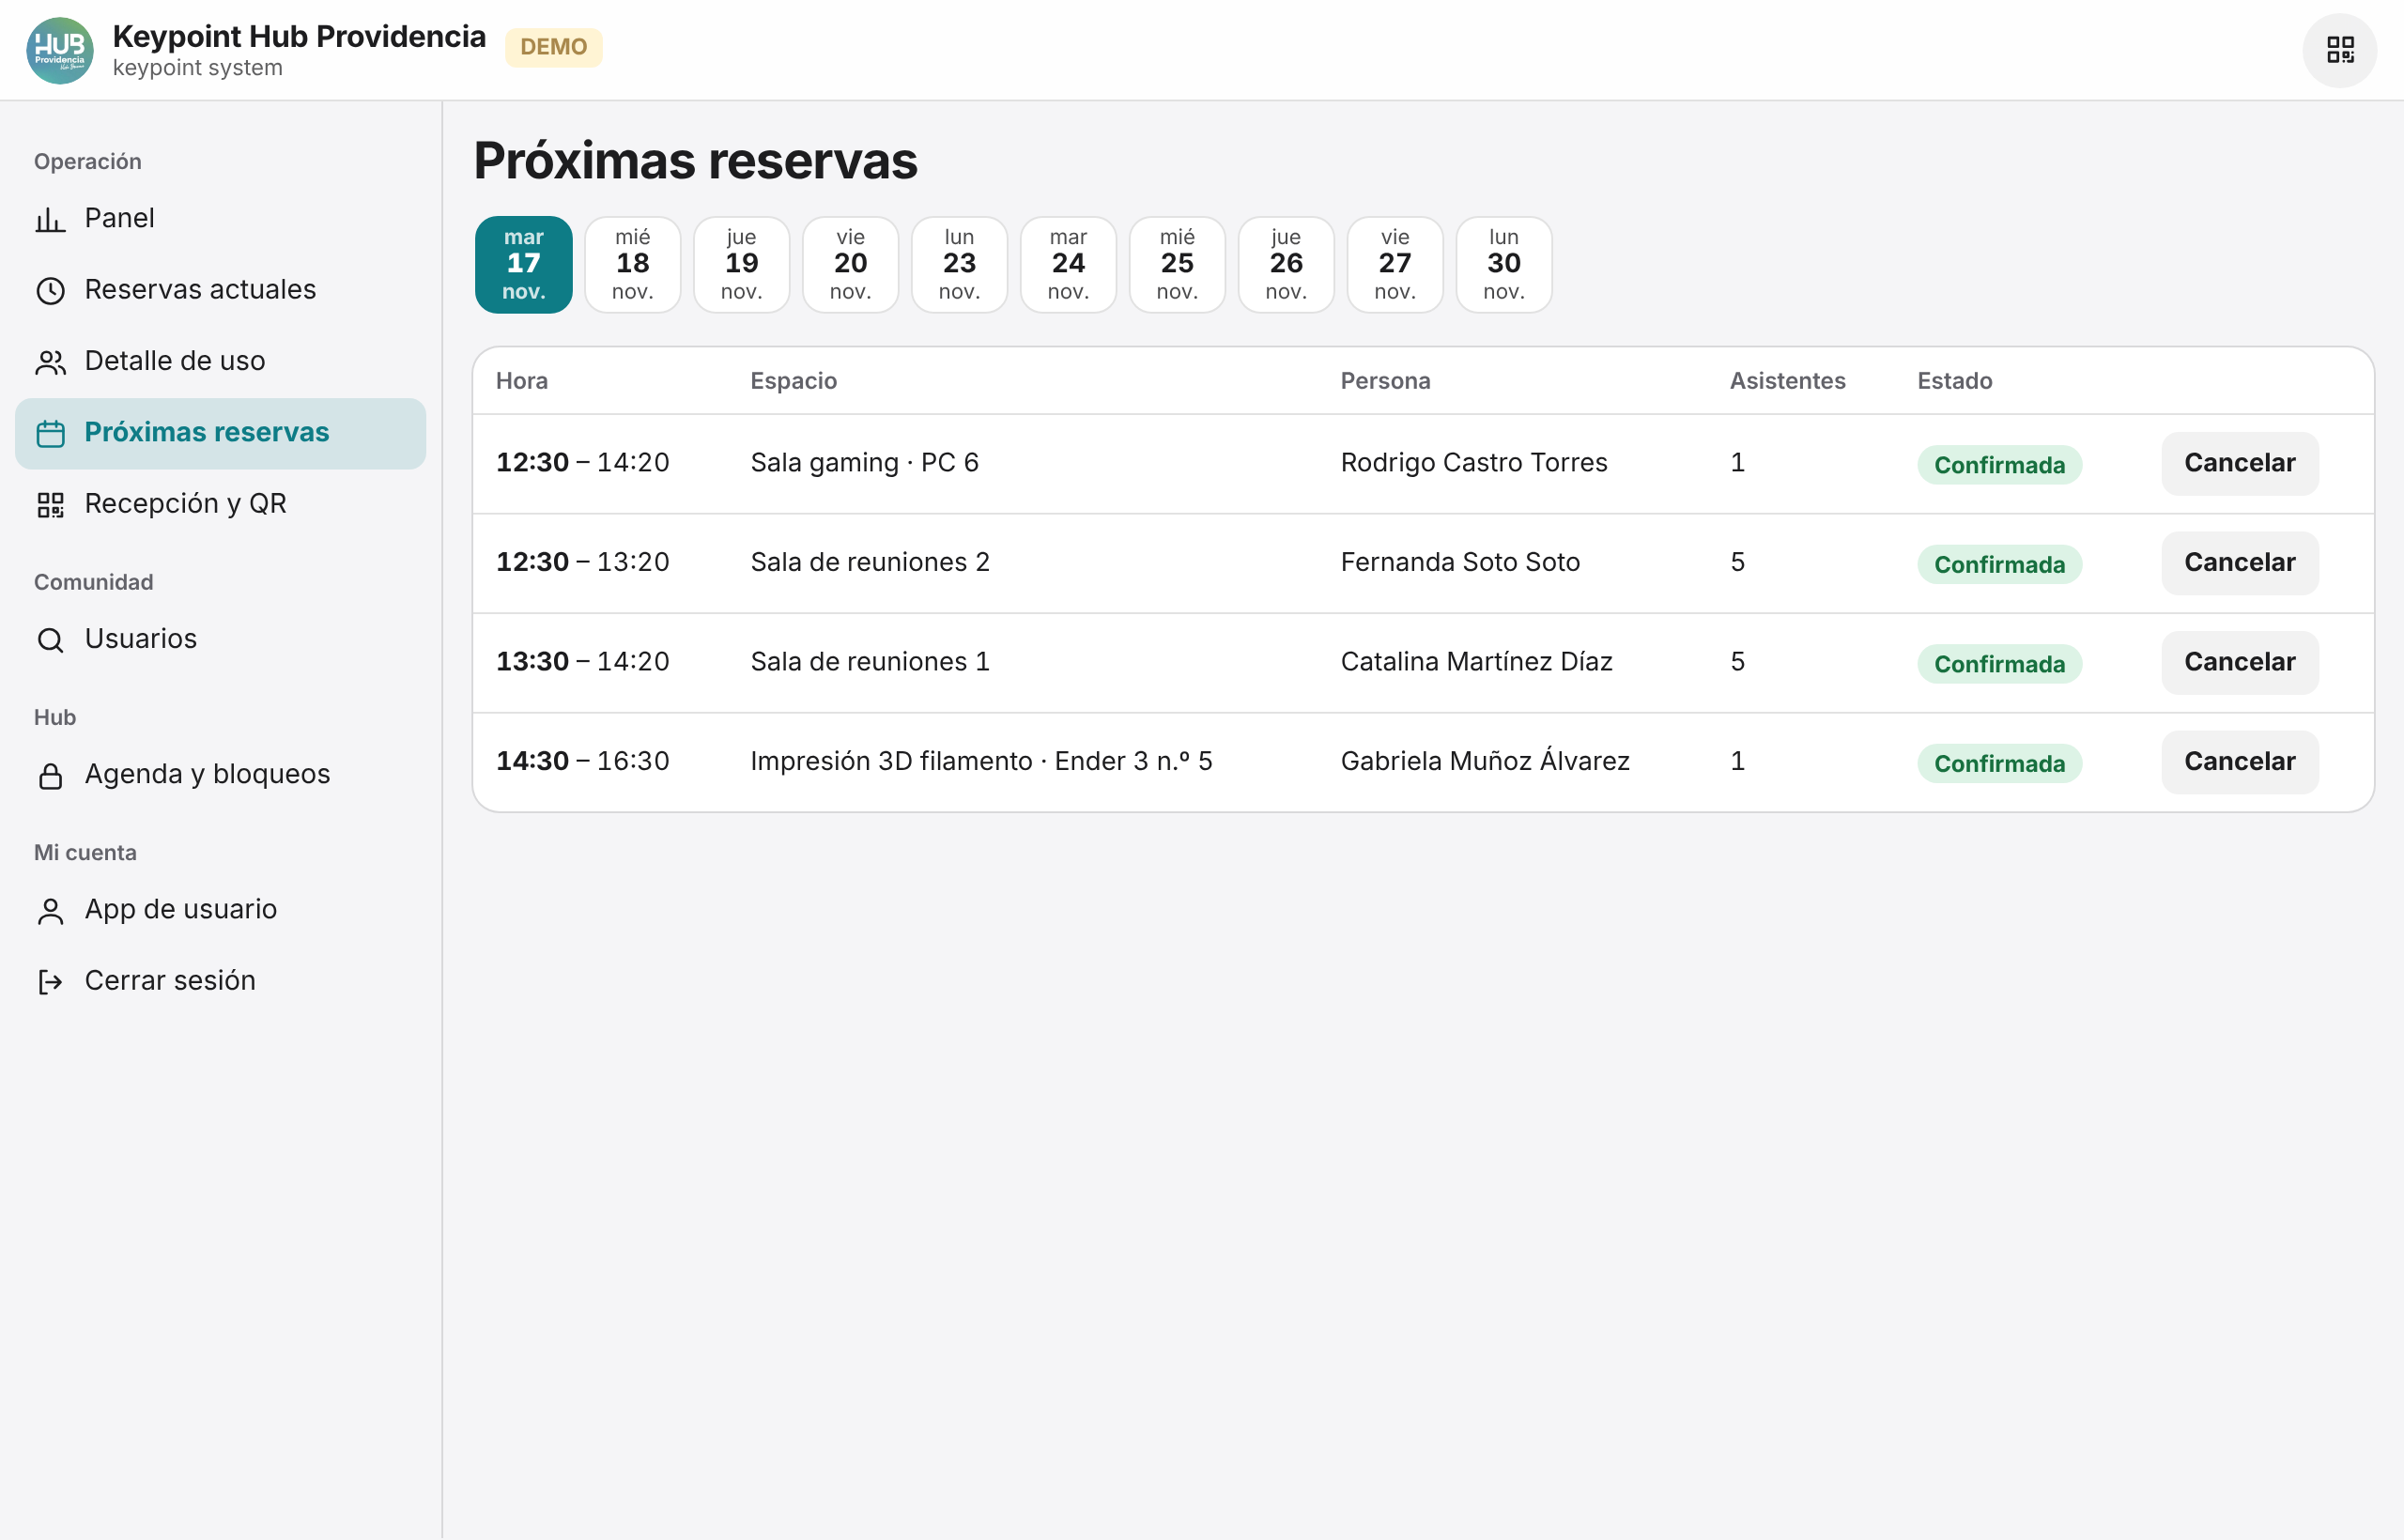 HUB
Providencia
Keypoint Hub Providencia
DEMO
keypoint system
Operación
Panel
Reservas actuales
Detalle de uso
Próximas reservas
Recepción y QR
Comunidad
Usuarios
Hub
Agenda y bloqueos
Mi cuenta
App de usuario
Cerrar sesión
Próximas reservas
mar 17 nov.
mié 18 nov.
jue 19 nov.
vie 20 nov.
lun 23 nov.
mar 24 nov.
mié 25 nov.
jue 26 nov.
vie 27 nov.
lun 30 nov.
Hora Espacio Persona Asistentes Estado
12:30 – 14:20 Sala gaming · PC 6 Rodrigo Castro Torres 1 Confirmada Cancelar
12:30 – 13:20 Sala de reuniones 2 Fernanda Soto Soto 5 Confirmada Cancelar
13:30 – 14:20 Sala de reuniones 1 Catalina Martínez Díaz 5 Confirmada Cancelar
14:30 – 16:30 Impresión 3D filamento · Ender 3 n.º 5 Gabriela Muñoz Álvarez 1 Confirmada Cancelar